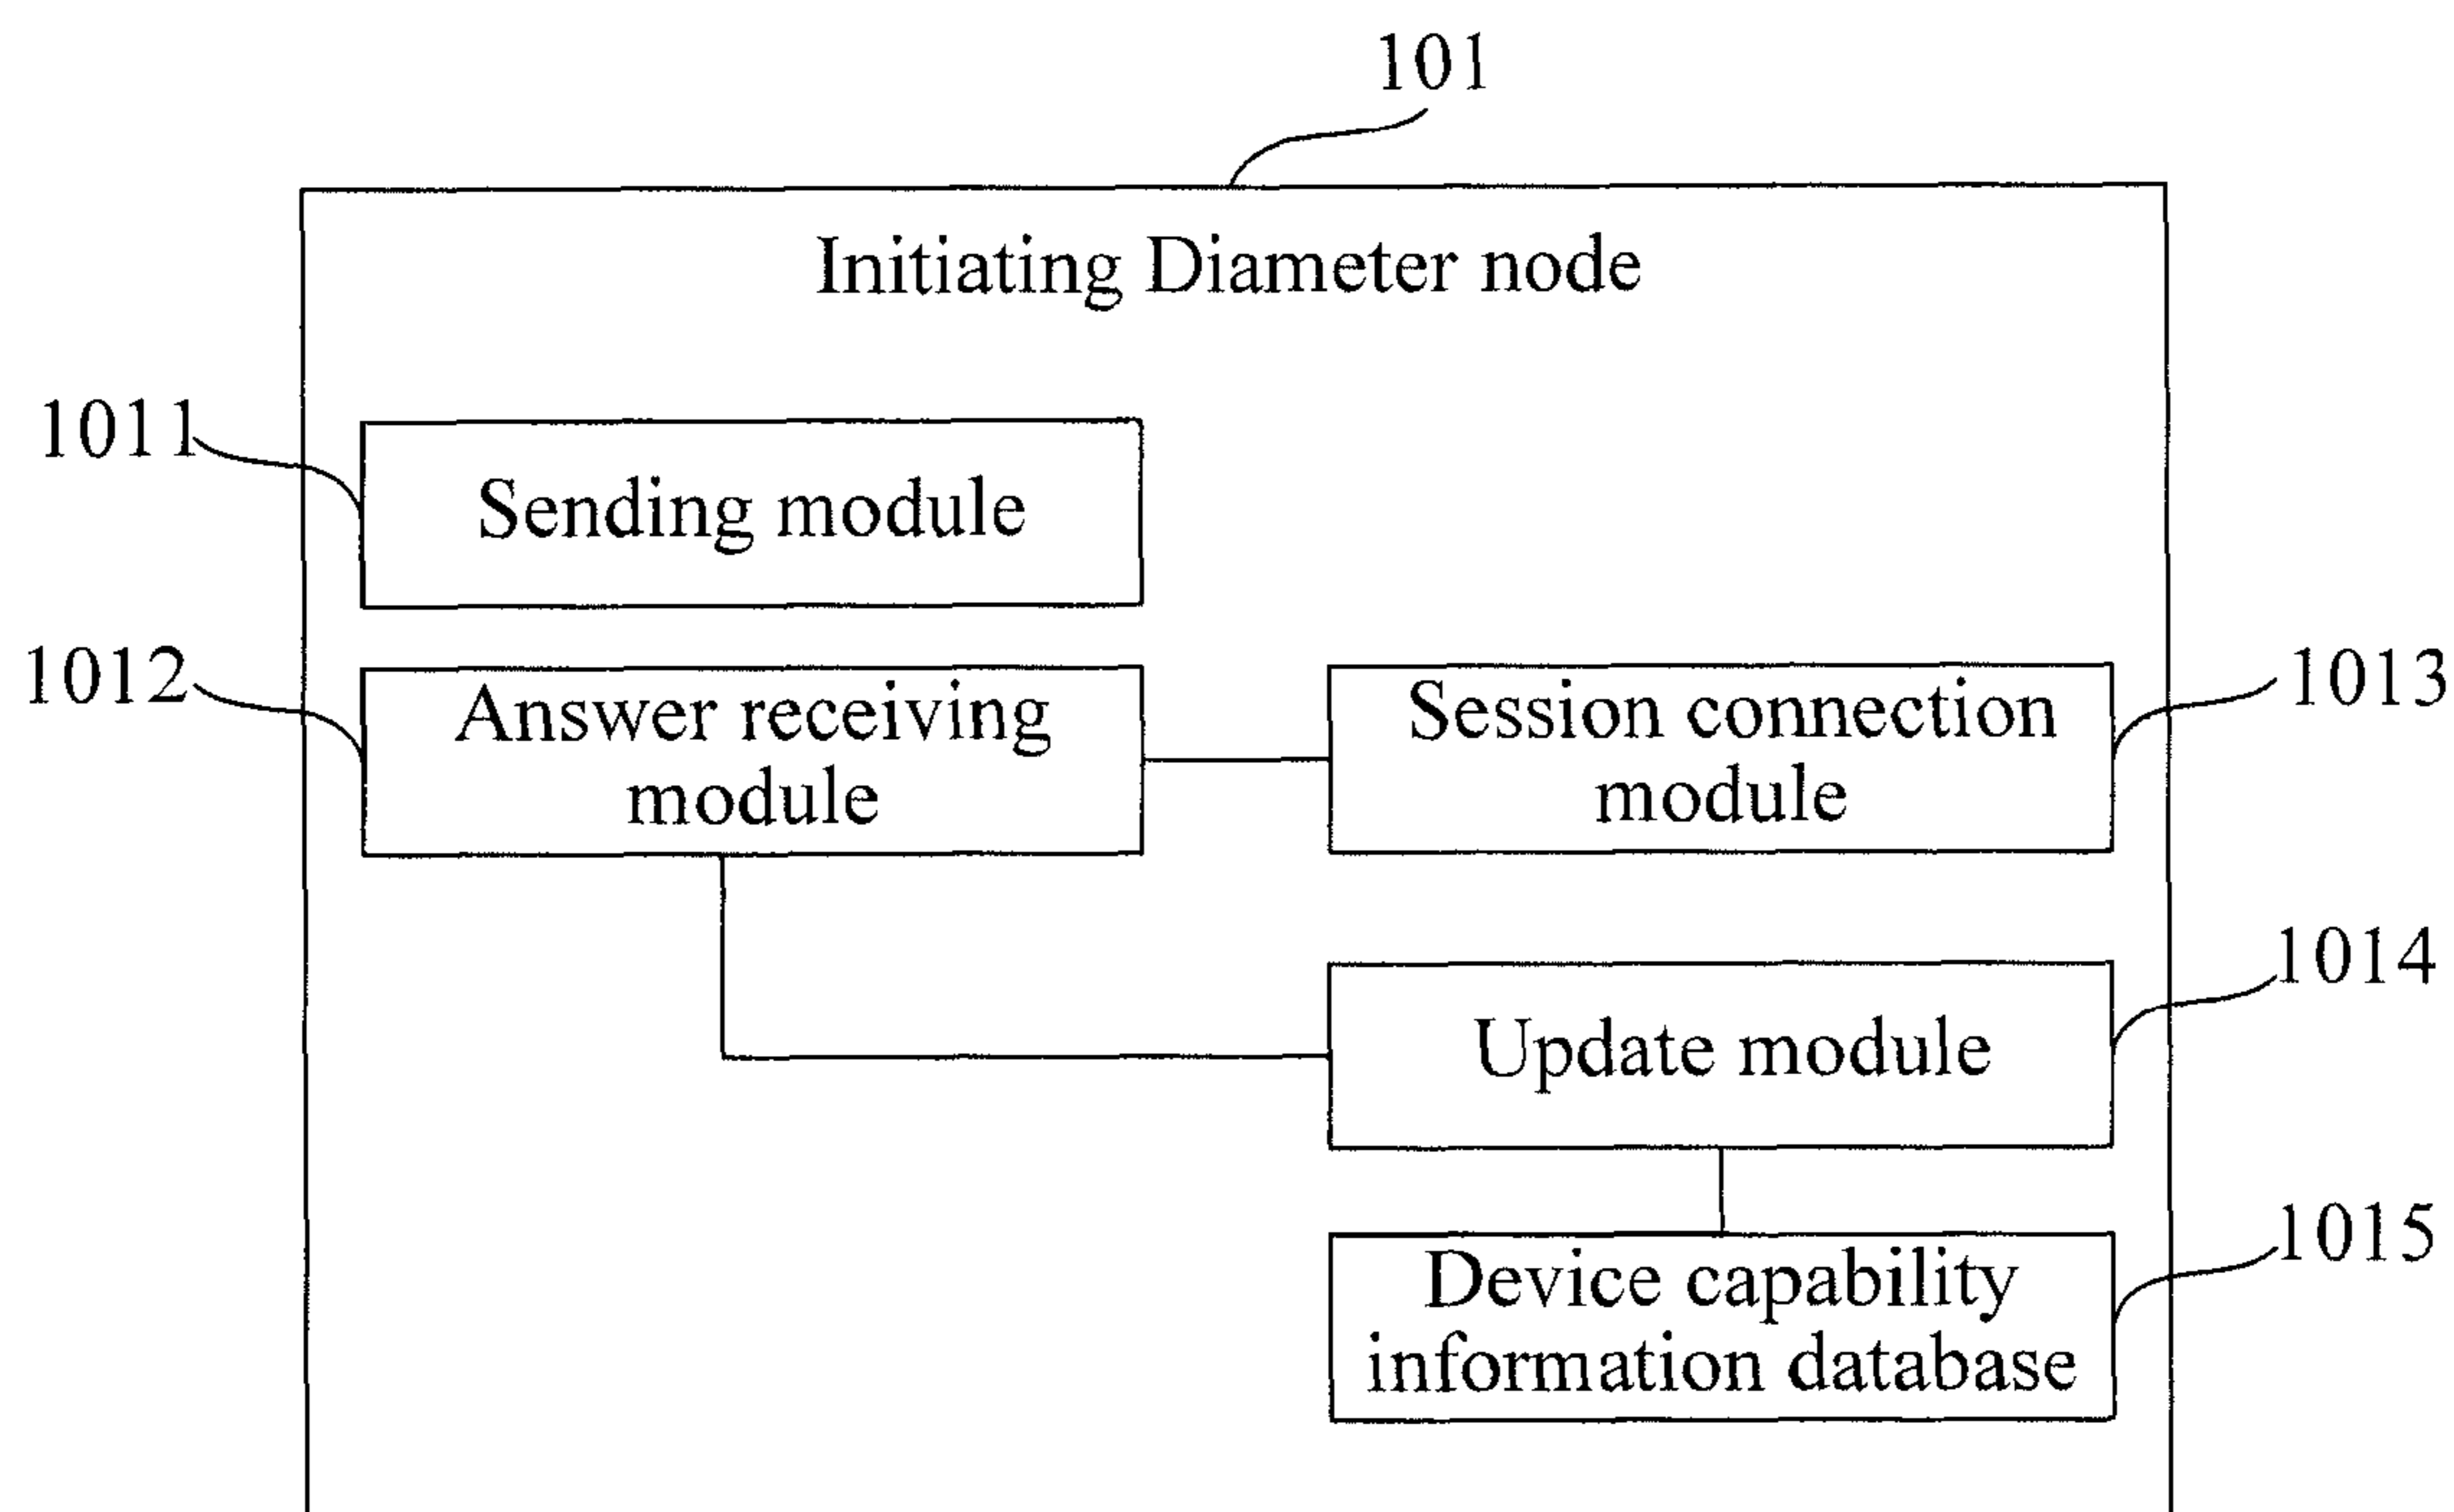 101
Initiating Diameter node
1011
Sending module
1012
Answer receiving
module
Session connection
module
1013
Update module
1014
Device capability
information database
1015